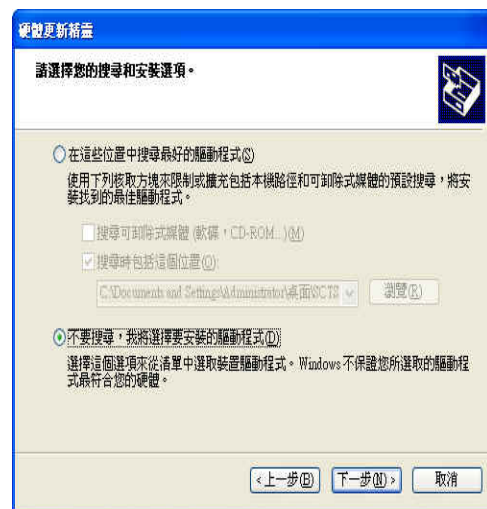 硬體更新精靈
請選擇您的搜尋和安裝選項。
在這些位置中搜尋最好的驅動程式(S)
使用下列核取方塊來限制或擴充包括本機路徑和可卸除式媒體的預設搜尋，將安
裝找到的最佳驅動程式。
搜尋可卸除式媒體 (軟碟，CD-ROM...)(M)
搜尋時包括這個位置(O):
C:\Documents and Settings\Administrator\桌面\SCTS
瀏覽(R)
不要搜尋，我將選擇要安裝的驅動程式(D)
選擇這個選項來從清單中選取裝置驅動程式。Windows 不保證您所選取的驅動程
式最符合您的硬體。
<上一步(B) 下一步(N)> 取消